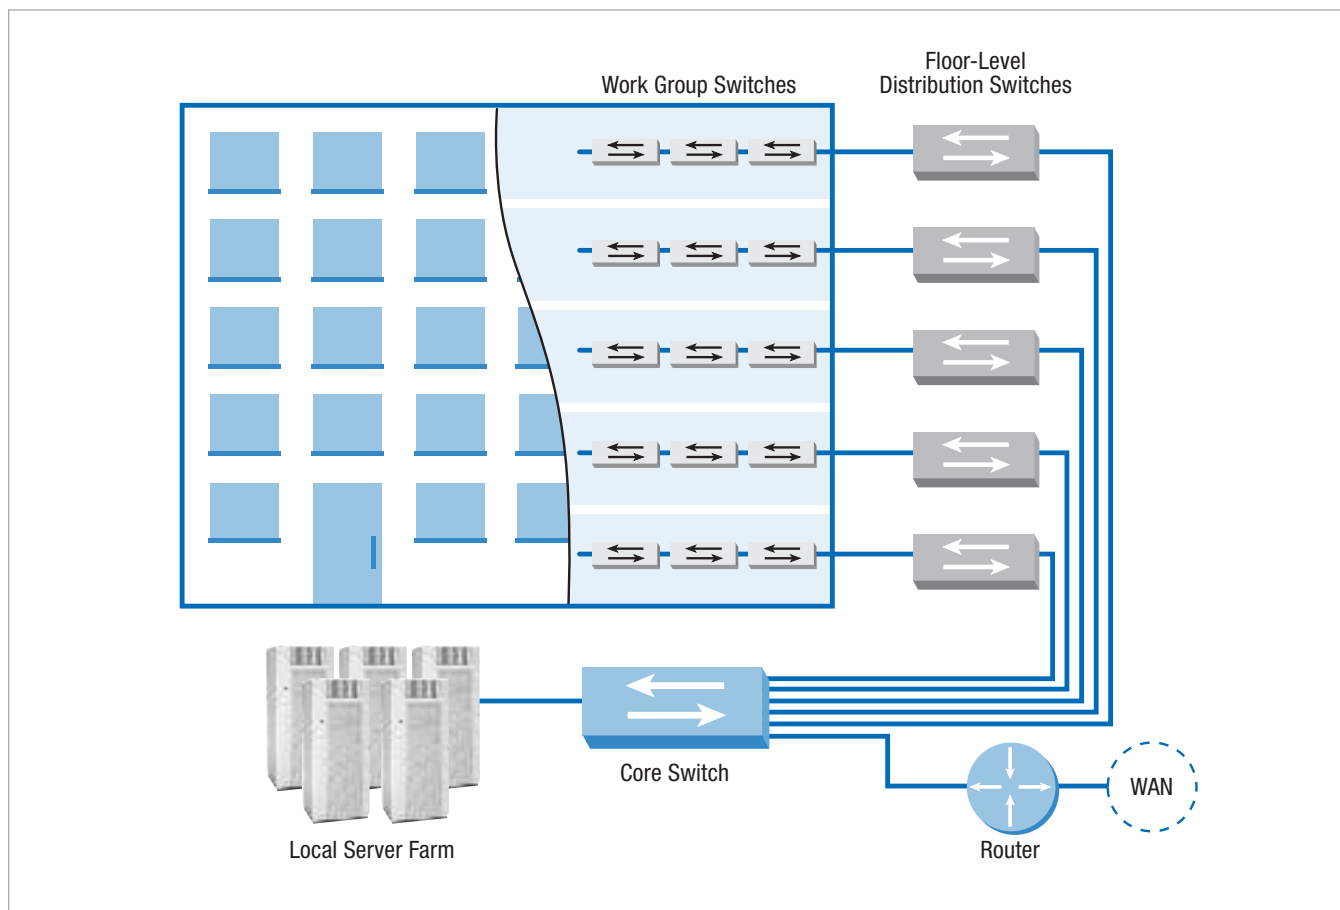 Floor-Level
Work Group Switches
Distribution Switches
Core Switch
WAN
Local Server Farm
Router